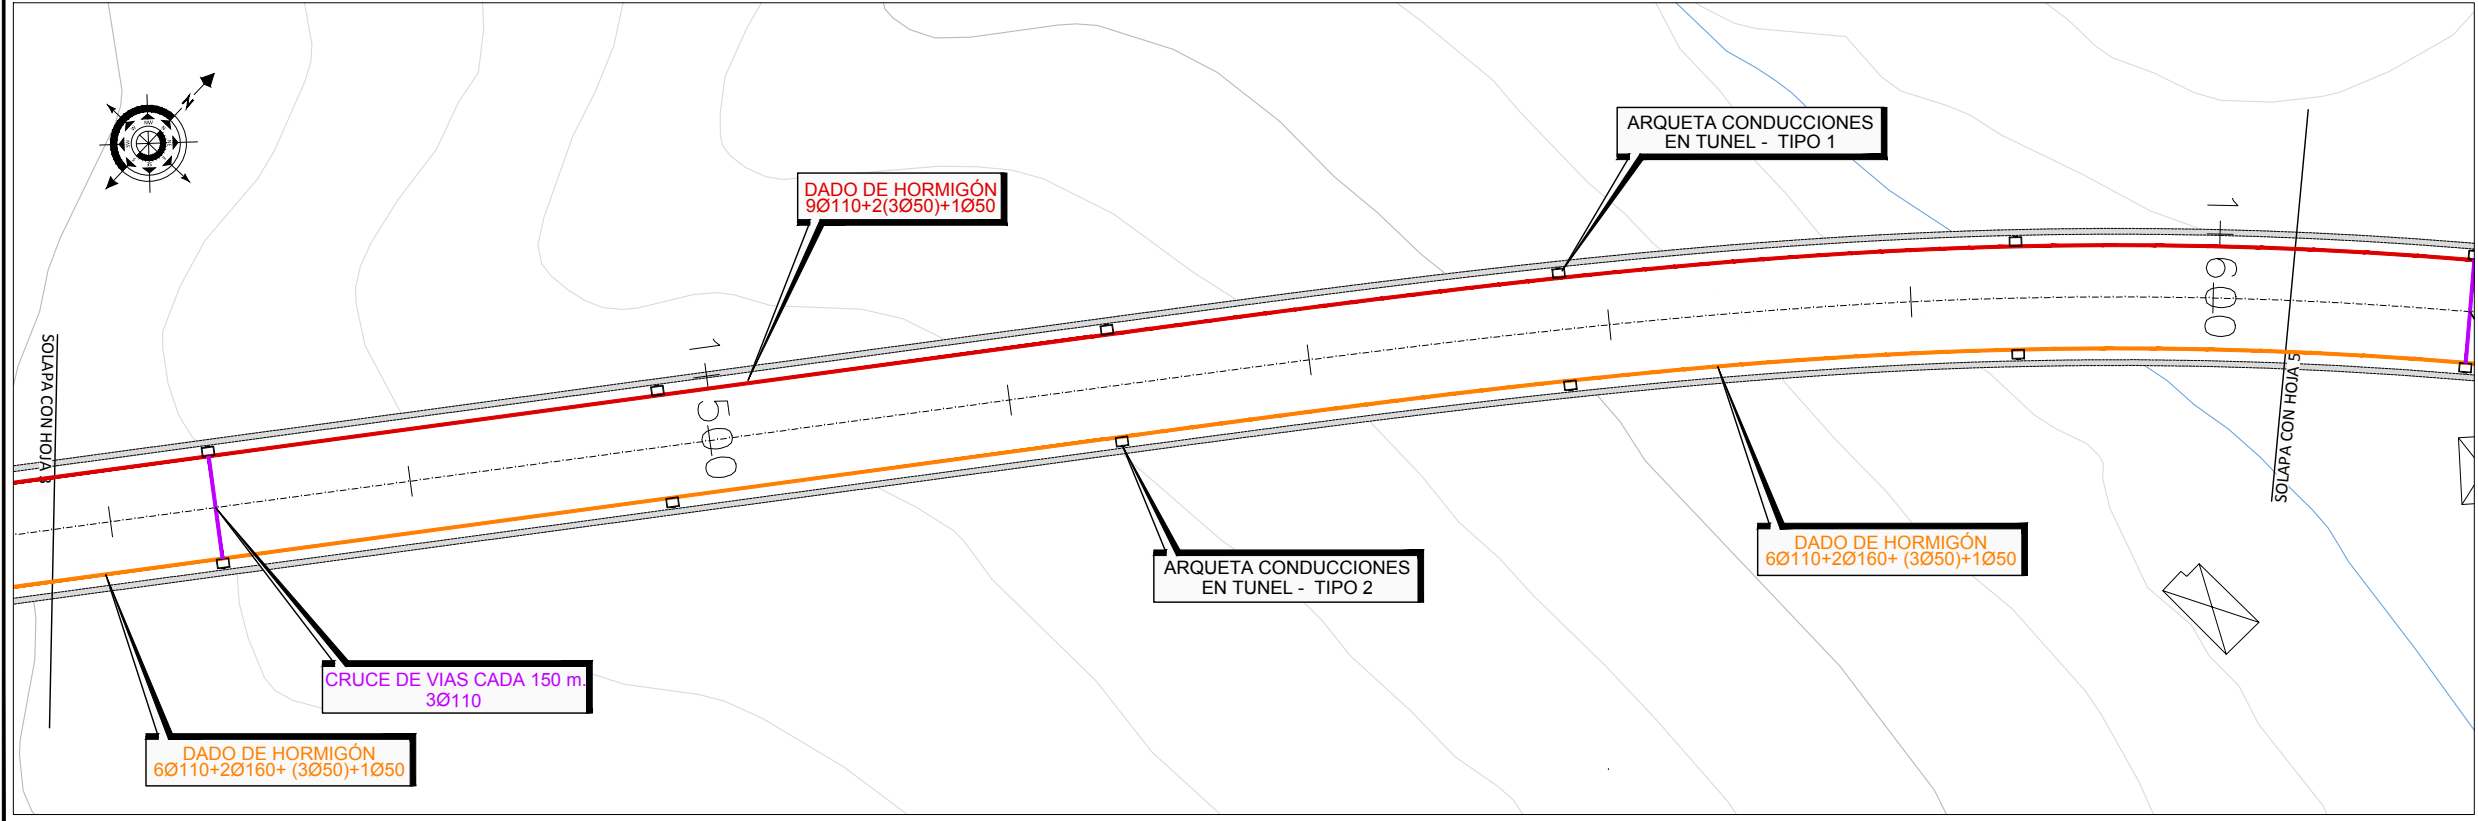 N
ARQUETA CONDUCCIONES
EN TUNEL - TIPO 1
DADO DE HORMIGÓN
9Ø110+2(3Ø50)+1Ø50
1
600
1
500
SOLAPA CON HOJA 3
SOLAPA CON HOJA 5
DADO DE HORMIGÓN
6Ø110+2Ø160+ (3Ø50)+1Ø50
ARQUETA CONDUCCIONES
EN TUNEL - TIPO 2
CRUCE DE VIAS CADA 150 m.
3Ø110
DADO DE HORMIGÓN
6Ø110+2Ø160+ (3Ø50)+1Ø50